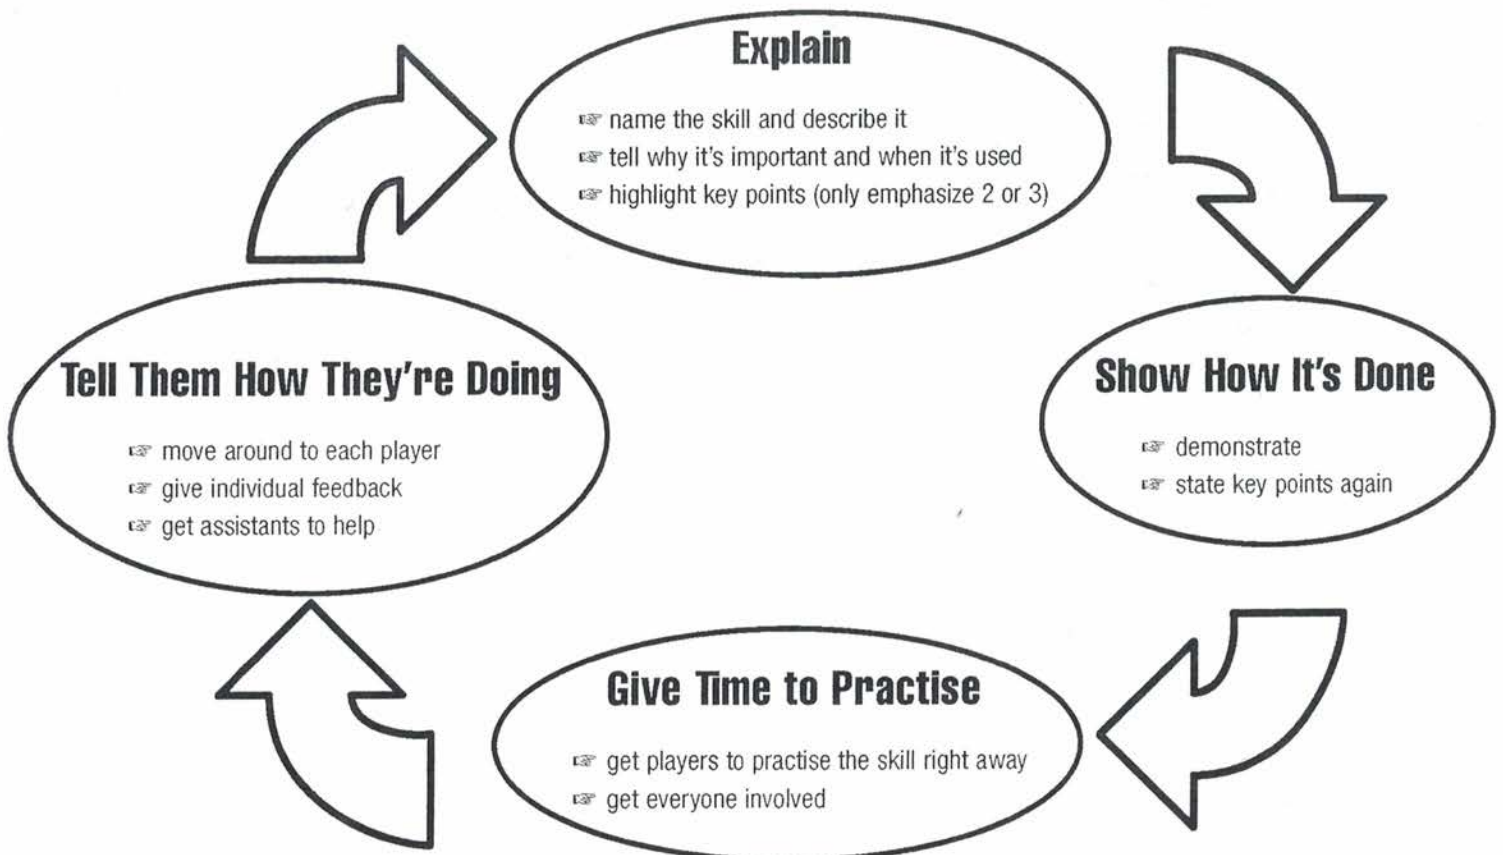 Explain
☞ name the skill and describe it
☞ tell why it's important and when it's used
☞ highlight key points (only emphasize 2 or 3)
Show How It's Done
☞ demonstrate
☞ state key points again
Give Time to Practise
☞ get players to practise the skill right away
☞ get everyone involved
Tell Them How They're Doing
☞ move around to each player
☞ give individual feedback
☞ get assistants to help